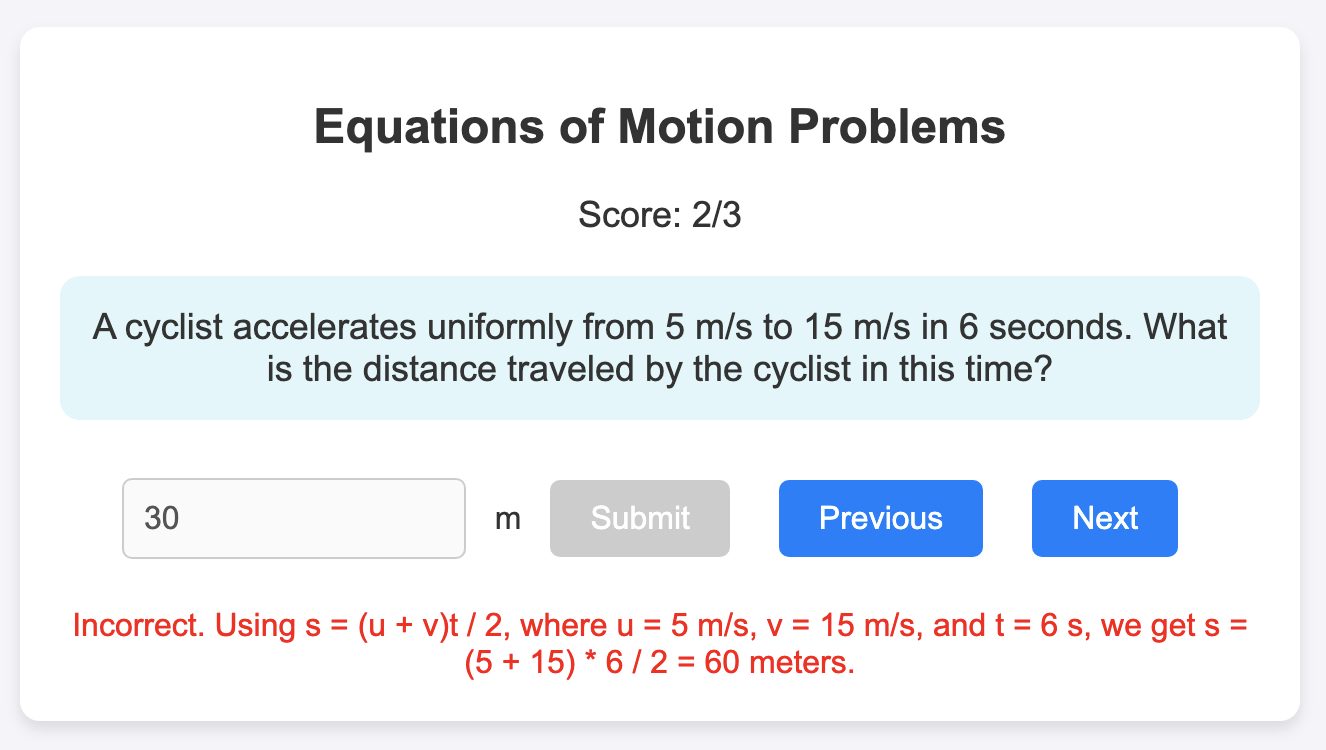 Equations of Motion Problems
Score: 2/3
A cyclist accelerates uniformly from 5 m/s to 15 m/s in 6 seconds. What
is the distance traveled by the cyclist in this time?
30 m Submit Previous Next
Incorrect. Using s = (u + v)t / 2, where u = 5 m/s, v = 15 m/s, and t = 6 s, we get s =
(5 + 15) * 6 / 2 = 60 meters.